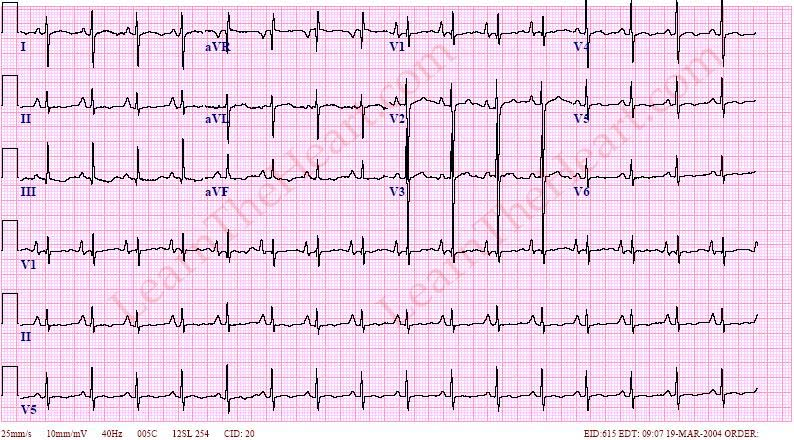 I aVR V1 V4
II aVL V2 V5
III aVF V3 V6
V1
II
V5
25mm/s 10mm/mV 40Hz 005C 12SL 254 CID: 20 EID:615 EDT: 09:07 19-MAR-2004 ORDER:
LearnTheHeart.com LearnTheHeart.com